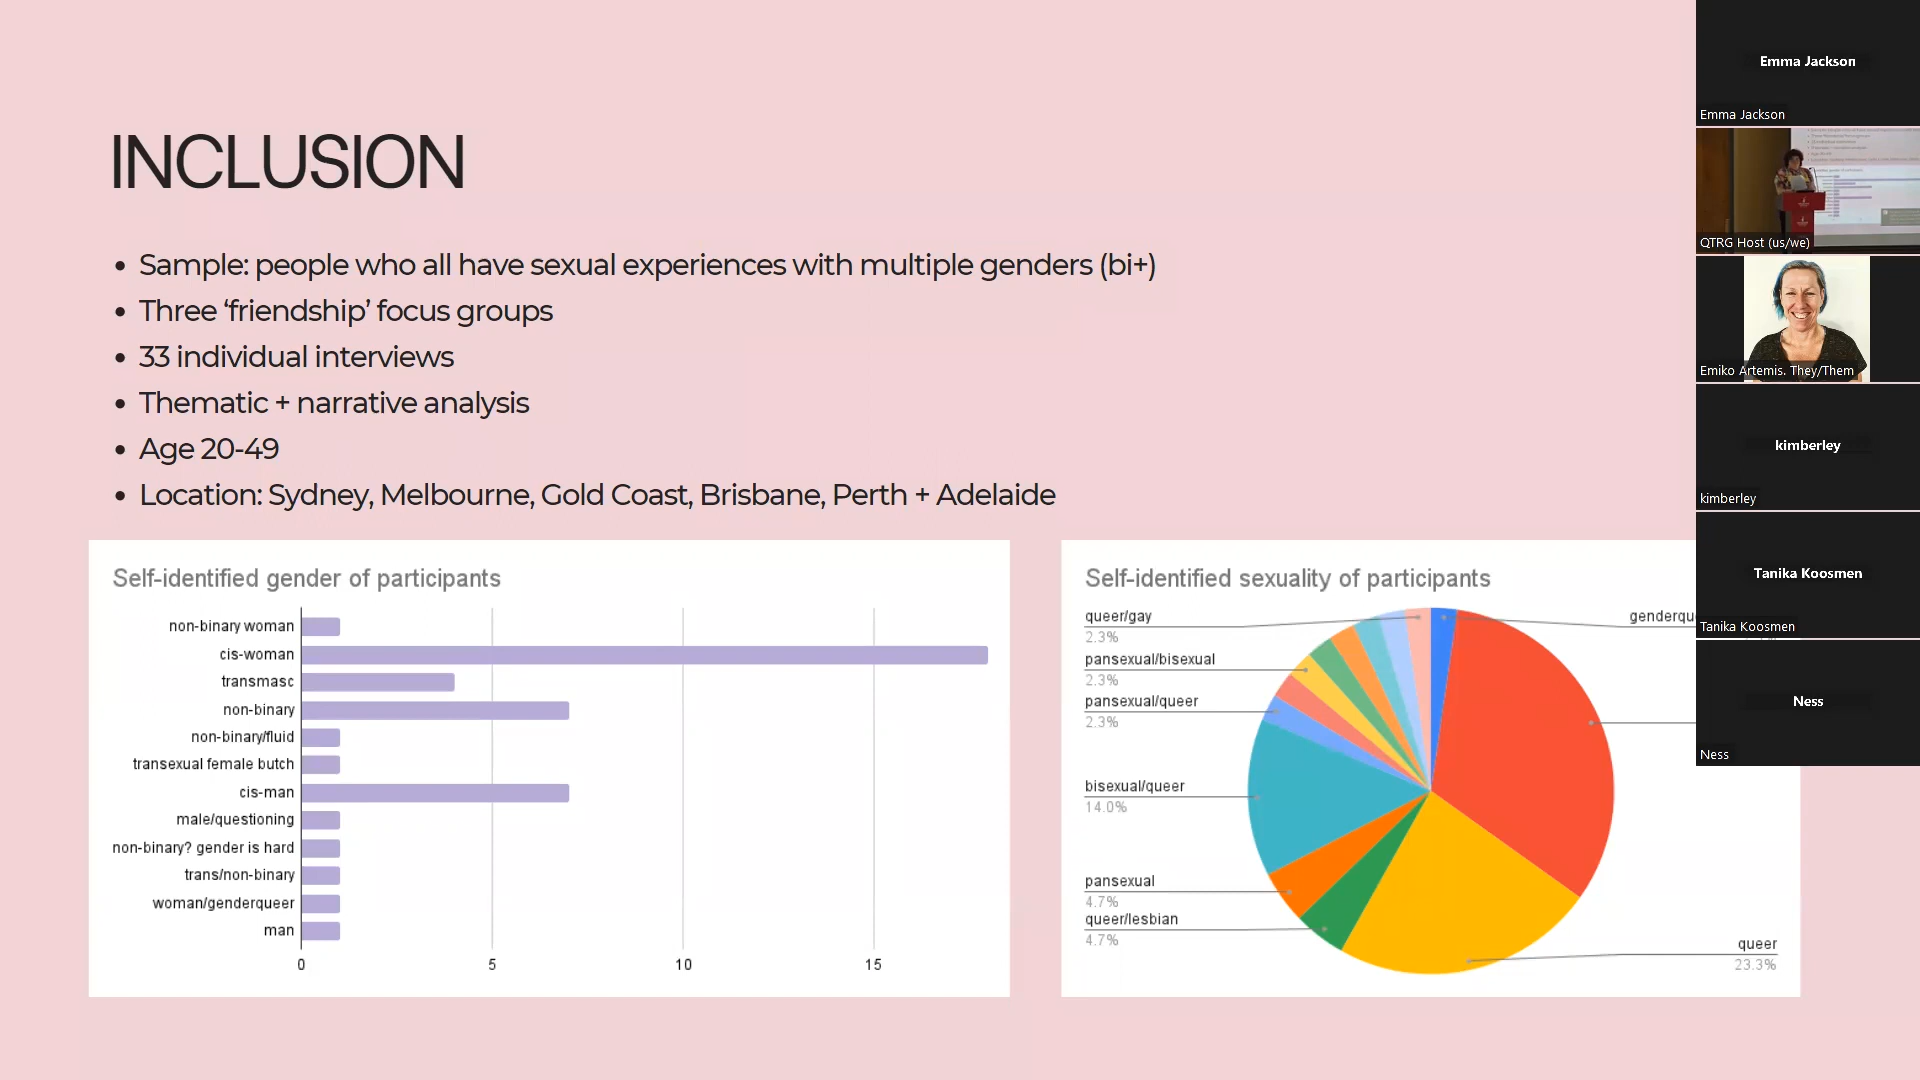 INCLUSION
• Sample: people who all have sexual experiences with multiple genders (bi+)
• Three ‘friendship’ focus groups
• 33 individual interviews
• Thematic + narrative analysis
• Age 20-49
• Location: Sydney, Melbourne, Gold Coast, Brisbane, Perth + Adelaide
Self-identified gender of participants
non-binary woman
cis-woman
transmasc
non-binary
non-binary/fluid
transexual female butch
cis-man
male/questioning
non-binary? gender is hard
trans/non-binary
woman/genderqueer
man
0 5 10 15
Self-identified sexuality of participants
queer/gay
2.3%
pansexual/bisexual
2.3%
pansexual/queer
2.3%
bisexual/queer
14.0%
pansexual
4.7%
queer/lesbian
4.7%
genderqu
queer
23.3%
Emma Jackson
Emma Jackson
QTRG Host (us/we)
Emiko Artemis. They/Them
kimberley
kimberley
Tanika Koosmen
Tanika Koosmen
Ness
Ness